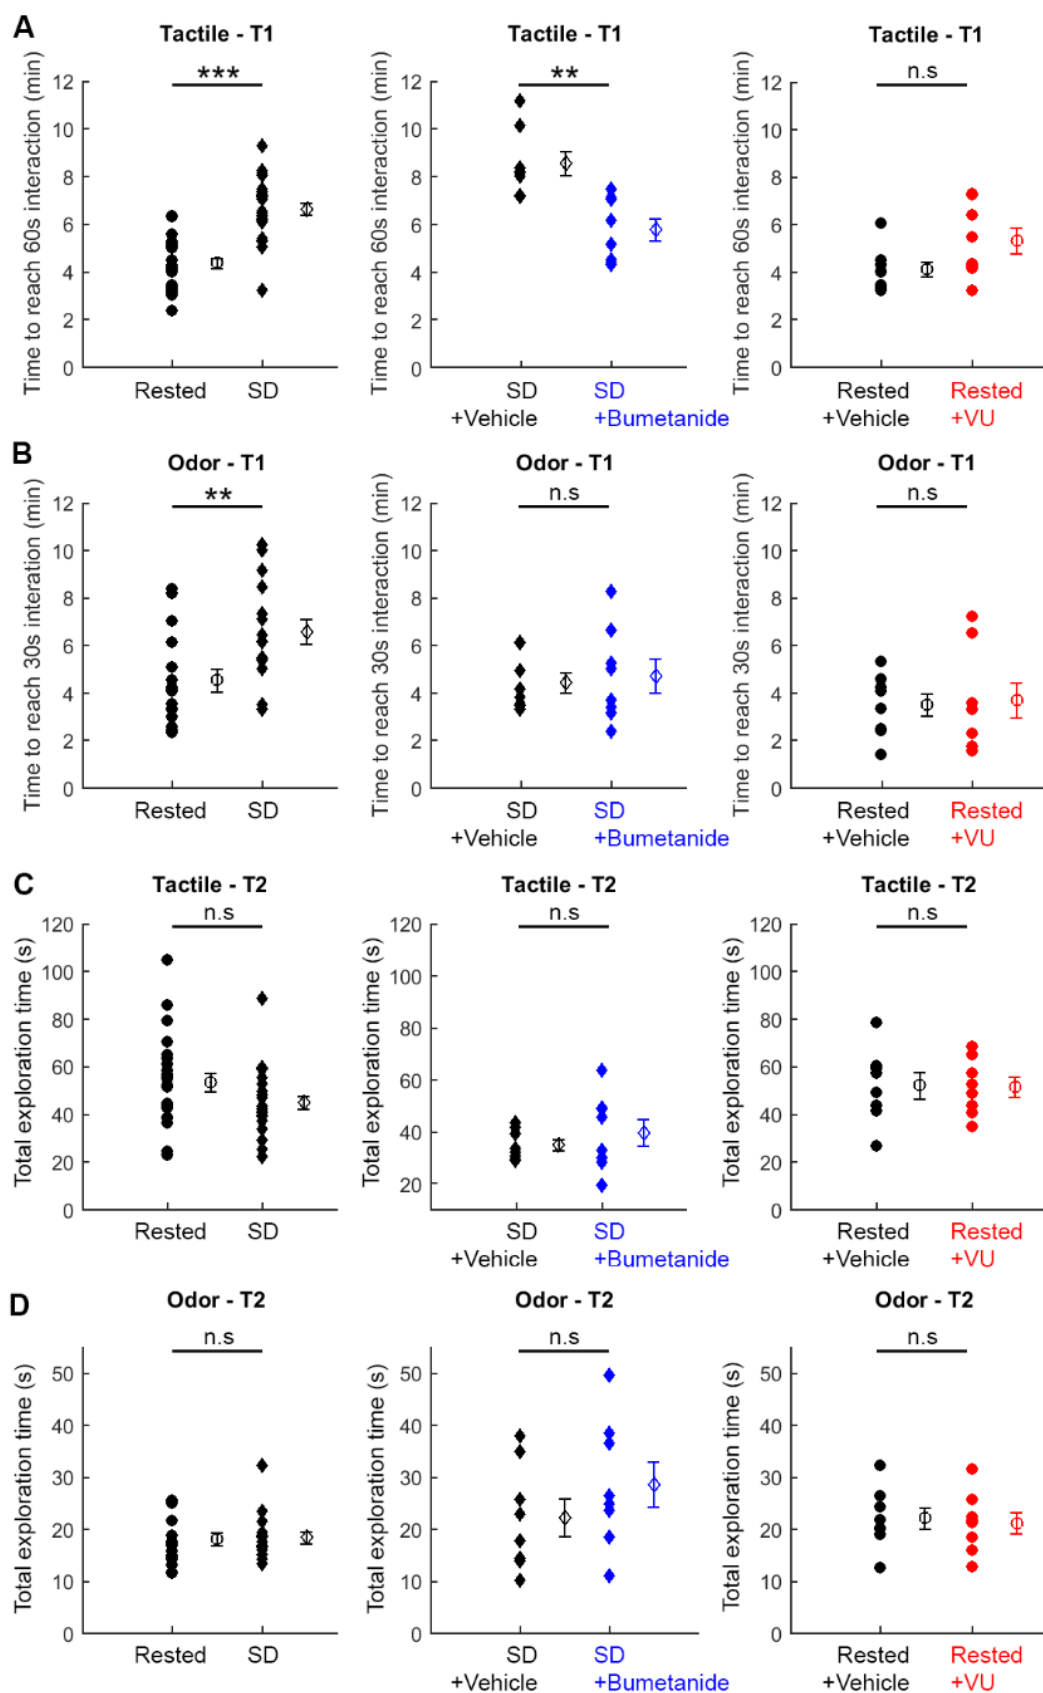 A
Tactile - T1
Tactile - T1
Tactile - T1
***
**
n.s
Time to reach 60s interaction (min)
12
10
8
6
4
2
0
Rested
SD
Time to reach 60s interaction (min)
12
10
8
6
4
2
0
SD
+Vehicle
SD
+Bumetanide
Time to reach 60s interaction (min)
12
10
8
6
4
2
0
Rested
+Vehicle
Rested
+VU
B
Odor - T1
Odor - T1
Odor - T1
**
n.s
n.s
Time to reach 30s interation (min)
12
10
8
6
4
2
0
Rested
SD
Time to reach 30s interaction (min)
12
10
8
6
4
2
0
SD
+Vehicle
SD
+Bumetanide
Time to reach 30s interaction (min)
12
10
8
6
4
2
0
Rested
+Vehicle
Rested
+VU
C
Tactile - T2
Tactile - T2
Tactile - T2
n.s
n.s
n.s
Total exploration time (s)
120
100
80
60
40
20
0
Rested
SD
Total exploration time (s)
120
100
80
60
40
20
SD
+Vehicle
SD
+Bumetanide
Total exploration time (s)
120
100
80
60
40
20
0
Rested
+Vehicle
Rested
+VU
D
Odor - T2
Odor - T2
Odor - T2
n.s
n.s
n.s
Total exploration time (s)
50
40
30
20
10
0
Rested
SD
Total exploration time (s)
50
40
30
20
10
0
SD
+Vehicle
SD
+Bumetanide
Total exploration time (s)
50
40
30
20
10
0
Rested
+Vehicle
Rested
+VU